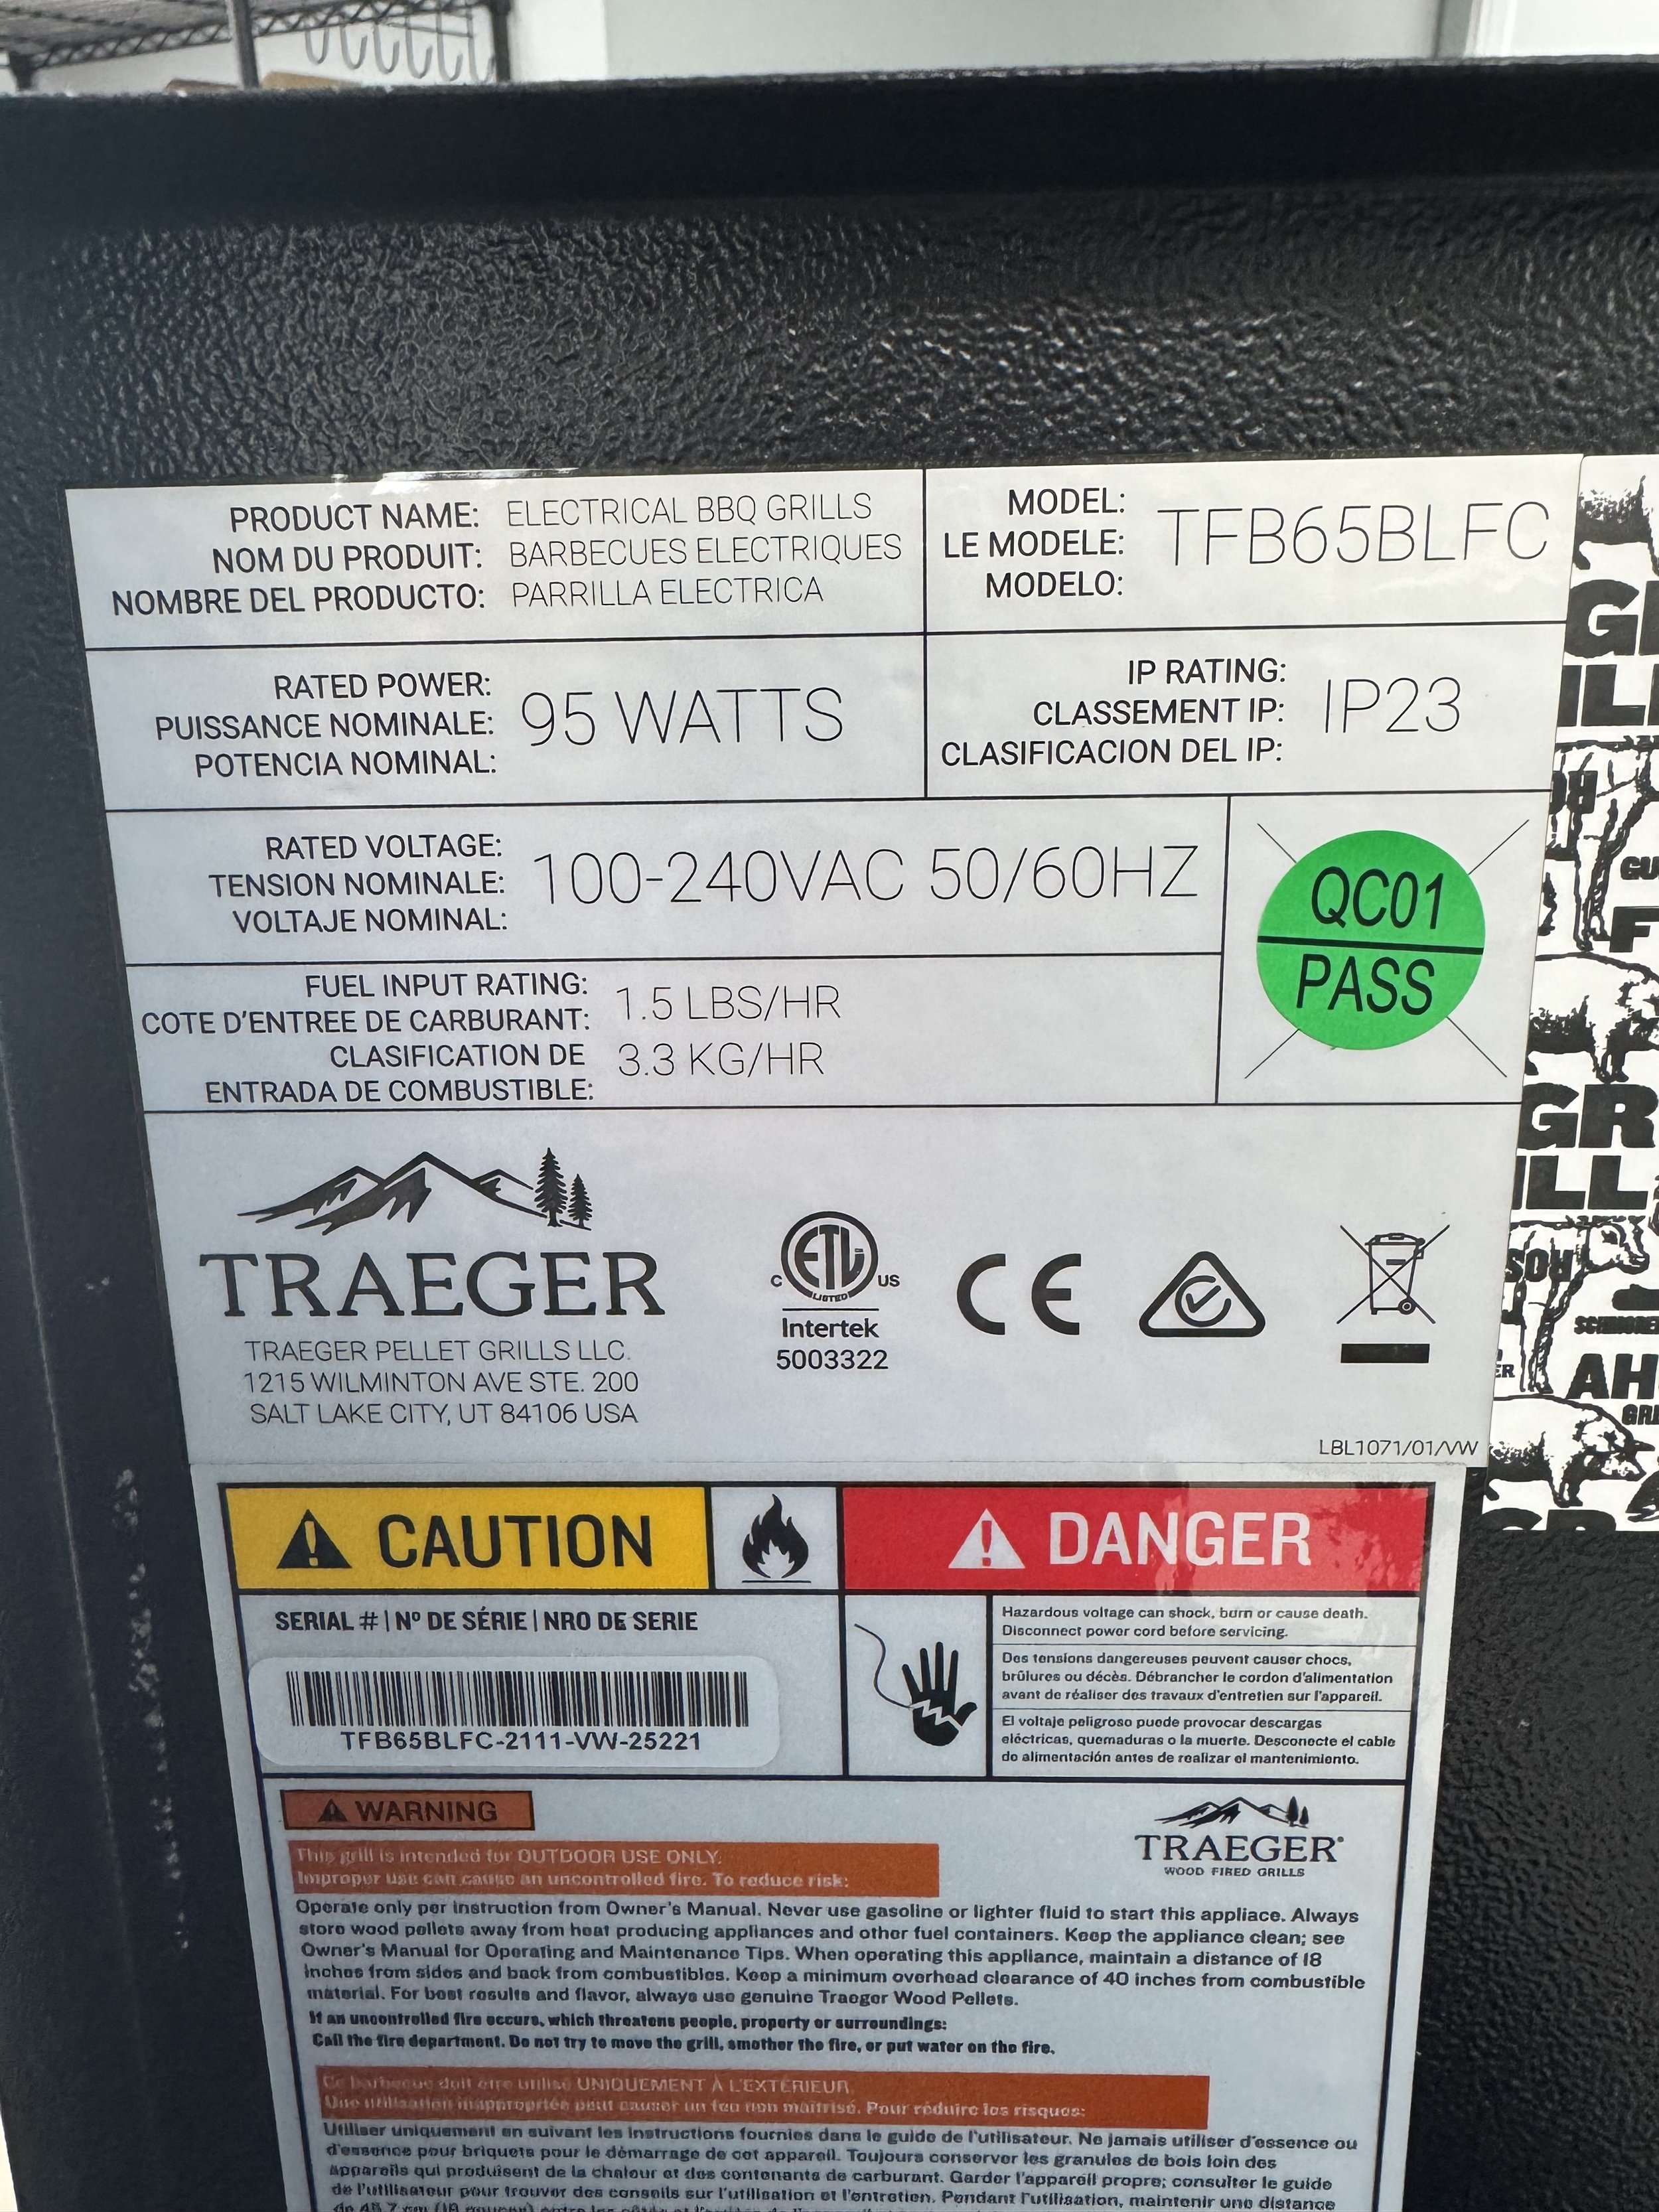 PRODUCT NAME: ELECTRICAL BBQ GRILLS
NOM DU PRODUIT: BARBECUES ELECTRIQUES
NOMBRE DEL PRODUCTO: PARRILLA ELECTRICA
MODEL:
LE MODELE: TFB65BLFC
MODELO:
RATED POWER:
PUISSANCE NOMINALE: 95 WATTS
POTENCIA NOMINAL:
IP RATING:
CLASSEMENT IP: IP23
CLASIFICACION DEL IP:
RATED VOLTAGE:
TENSION NOMINALE: 100-240VAC 50/60HZ
VOLTAJE NOMINAL:
QC01
PASS
FUEL INPUT RATING:
COTE D'ENTREE DE CARBURANT: 1.5 LBS/HR
CLASIFICATION DE 3.3 KG/HR
ENTRADA DE COMBUSTIBLE:
TRAEGER
TRAEGER PELLET GRILLS LLC.
1215 WILMINTON AVE STE. 200
SALT LAKE CITY, UT 84106 USA
C ETL US
LISTED
Intertek
5003322
CE
LBL1071/01/VW
CAUTION
DANGER
SERIAL # | Nº DE SÉRIE | NRO DE SERIE
TFB65BLFC-2111-VW-25221
Hazardous voltage can shock, burn or cause death.
Disconnect power cord before servicing.
Des tensions dangereuses peuvent causer chocs,
brûlures ou décès. Débrancher le cordon d'alimentation
avant de réaliser des travaux d'entretien sur l'appareil.
El voltaje peligroso puede provocar descargas
eléctricas, quemaduras o la muerte. Desconecte el cable
de alimentación antes de realizar el mantenimiento.
WARNING
TRAEGER
WOOD FIRED GRILLS
This grill is intended for OUTDOOR USE ONLY.
Improper use can cause an uncontrolled fire. To reduce risk:
Operate only per instruction from Owner's Manual. Never use gasoline or lighter fluid to start this appliace. Always
store wood pellets away from heat producing appliances and other fuel containers. Keep the appliance clean; see
Owner's Manual for Operating and Maintenance Tips. When operating this appliance, maintain a distance of 18
inches from sides and back from combustibles. Keep a minimum overhead clearance of 40 inches from combustible
material. For best results and flavor, always use genuine Traeger Wood Pellets.
If an uncontrolled fire occurs, which threatens people, property or surroundings:
Call the fire department. Do not try to move the grill, smother the fire, or put water on the fire.
Ce barbecue doit être utilisé UNIQUEMENT À L'EXTÉRIEUR.
Une utilisation inappropriée peut causer un feu non maîtrisé. Pour réduire les risques:
Utiliser uniquement en suivant les instructions fournies dans le guide de l'utilisateur. Ne jamais utiliser d'essence ou
d'essence pour briquets pour le démarrage de cet appareil. Toujours conserver les granules de bois loin des
appareils qui produisent de la chaleur et des contenants de carburant. Garder l'appareil propre; consulter le guide
de l'utilisateur pour trouver des conseils sur l'utilisation et l'entretien. Pendant l'utilisation, maintenir une distance